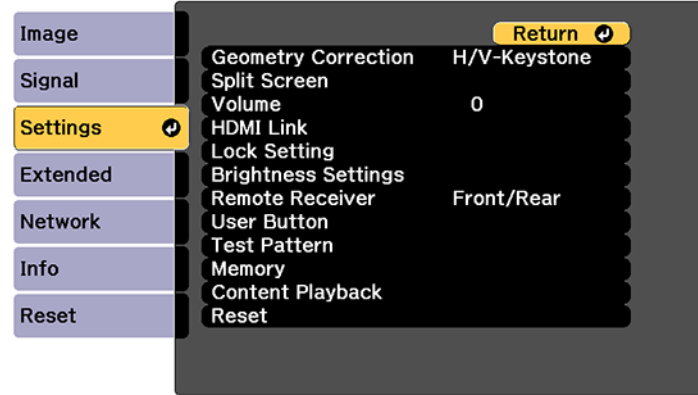 Image
Signal
Settings
Extended
Network
Info
Reset
Return
Geometry Correction H/V-Keystone
Split Screen
Volume 0
HDMI Link
Lock Setting
Brightness Settings
Remote Receiver Front/Rear
User Button
Test Pattern
Memory
Content Playback
Reset